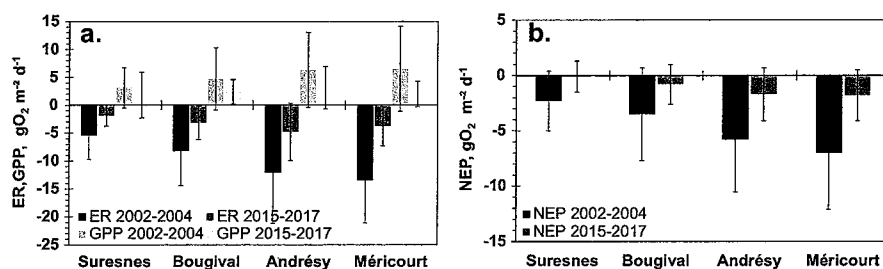 a.
ER,GPP, gO₂ m⁻² d⁻¹
15
10
5
0
-5
-10
-15
-20
-25
ER 2002-2004 ER 2015-2017
GPP 2002-2004 GPP 2015-2017
Suresnes Bougival Andrésy Méricourt
b.
NEP, gO₂ m⁻² d⁻¹
5
0
-5
-10
-15
NEP 2002-2004
NEP 2015-2017
Suresnes Bougival Andrésy Méricourt